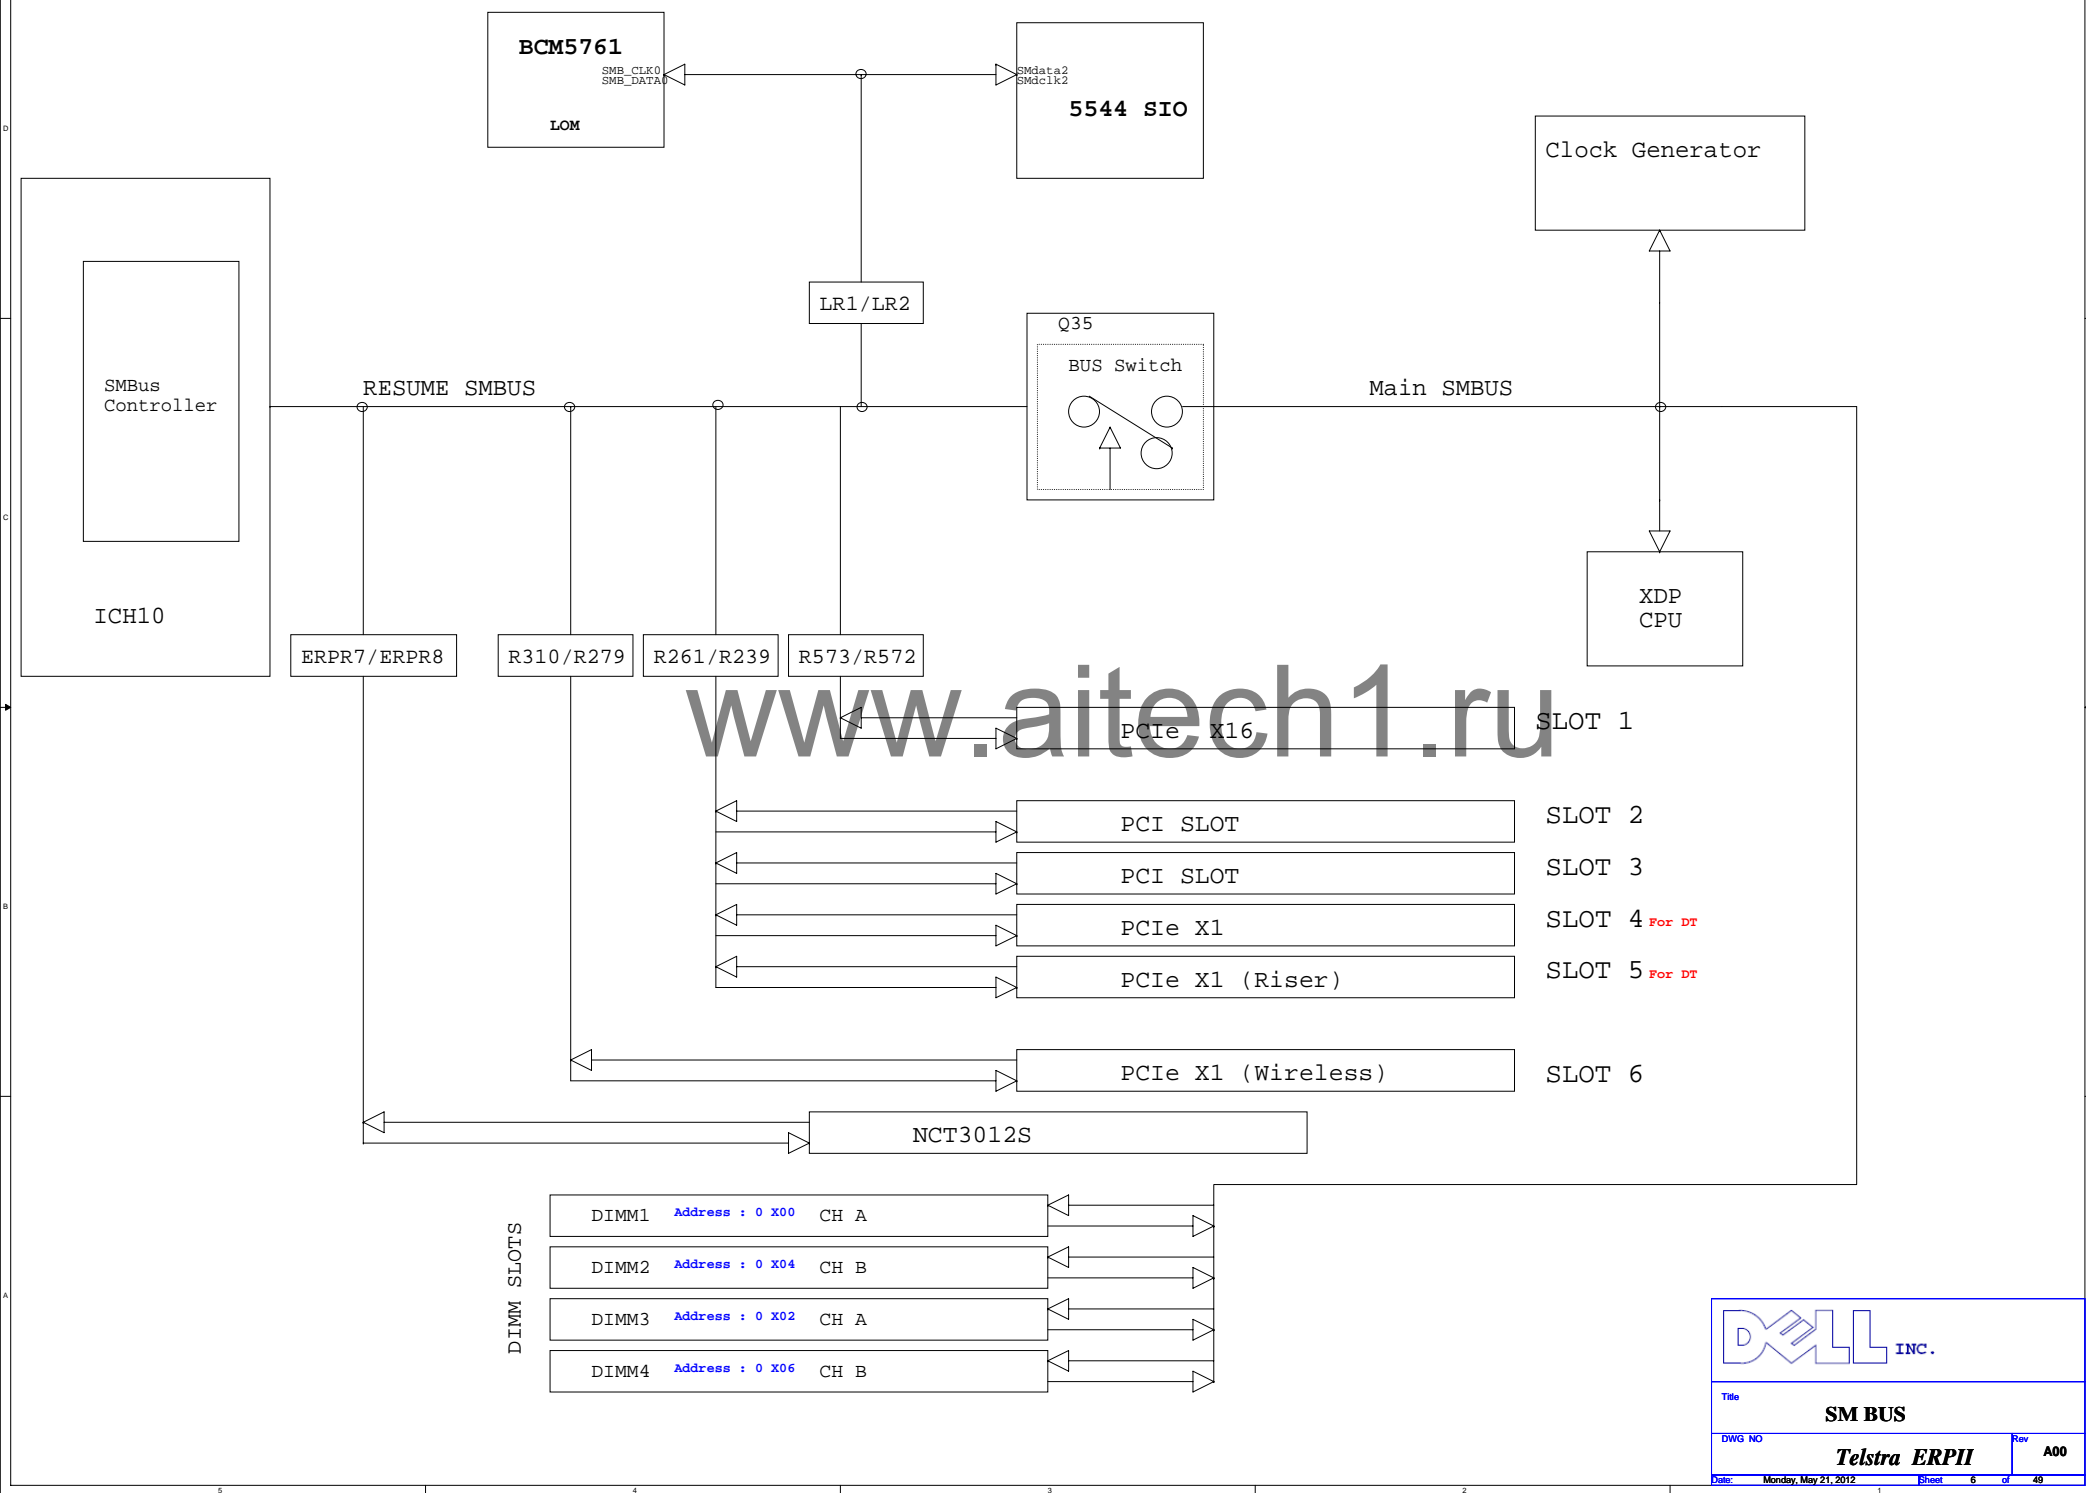 BCM5761
SMB_CLK0
SMB_DATA0
LOM
SMdata2
SMdclk2
5544 SIO
Clock Generator
LR1/LR2
Q35
BUS Switch
SMBus
Controller
ICH10
RESUME SMBUS
Main SMBUS
XDP
CPU
ERPR7/ERPR8
R310/R279
R261/R239
R573/R572
www.aitech1.ru
PCIe X16
SLOT 1
PCI SLOT
SLOT 2
PCI SLOT
SLOT 3
PCIe X1
SLOT 4 For DT
PCIe X1 (Riser)
SLOT 5 For DT
PCIe X1 (Wireless)
SLOT 6
NCT3012S
DIMM SLOTS
DIMM1 Address : 0 X00 CH A
DIMM2 Address : 0 X04 CH B
DIMM3 Address : 0 X02 CH A
DIMM4 Address : 0 X06 CH B
DELL INC.
Title
SM BUS
DWG NO
Telstra ERPII
Rev
A00
Date: Monday, May 21, 2012 Sheet 6 of 49
D
C
B
A
5 4 3 2 1